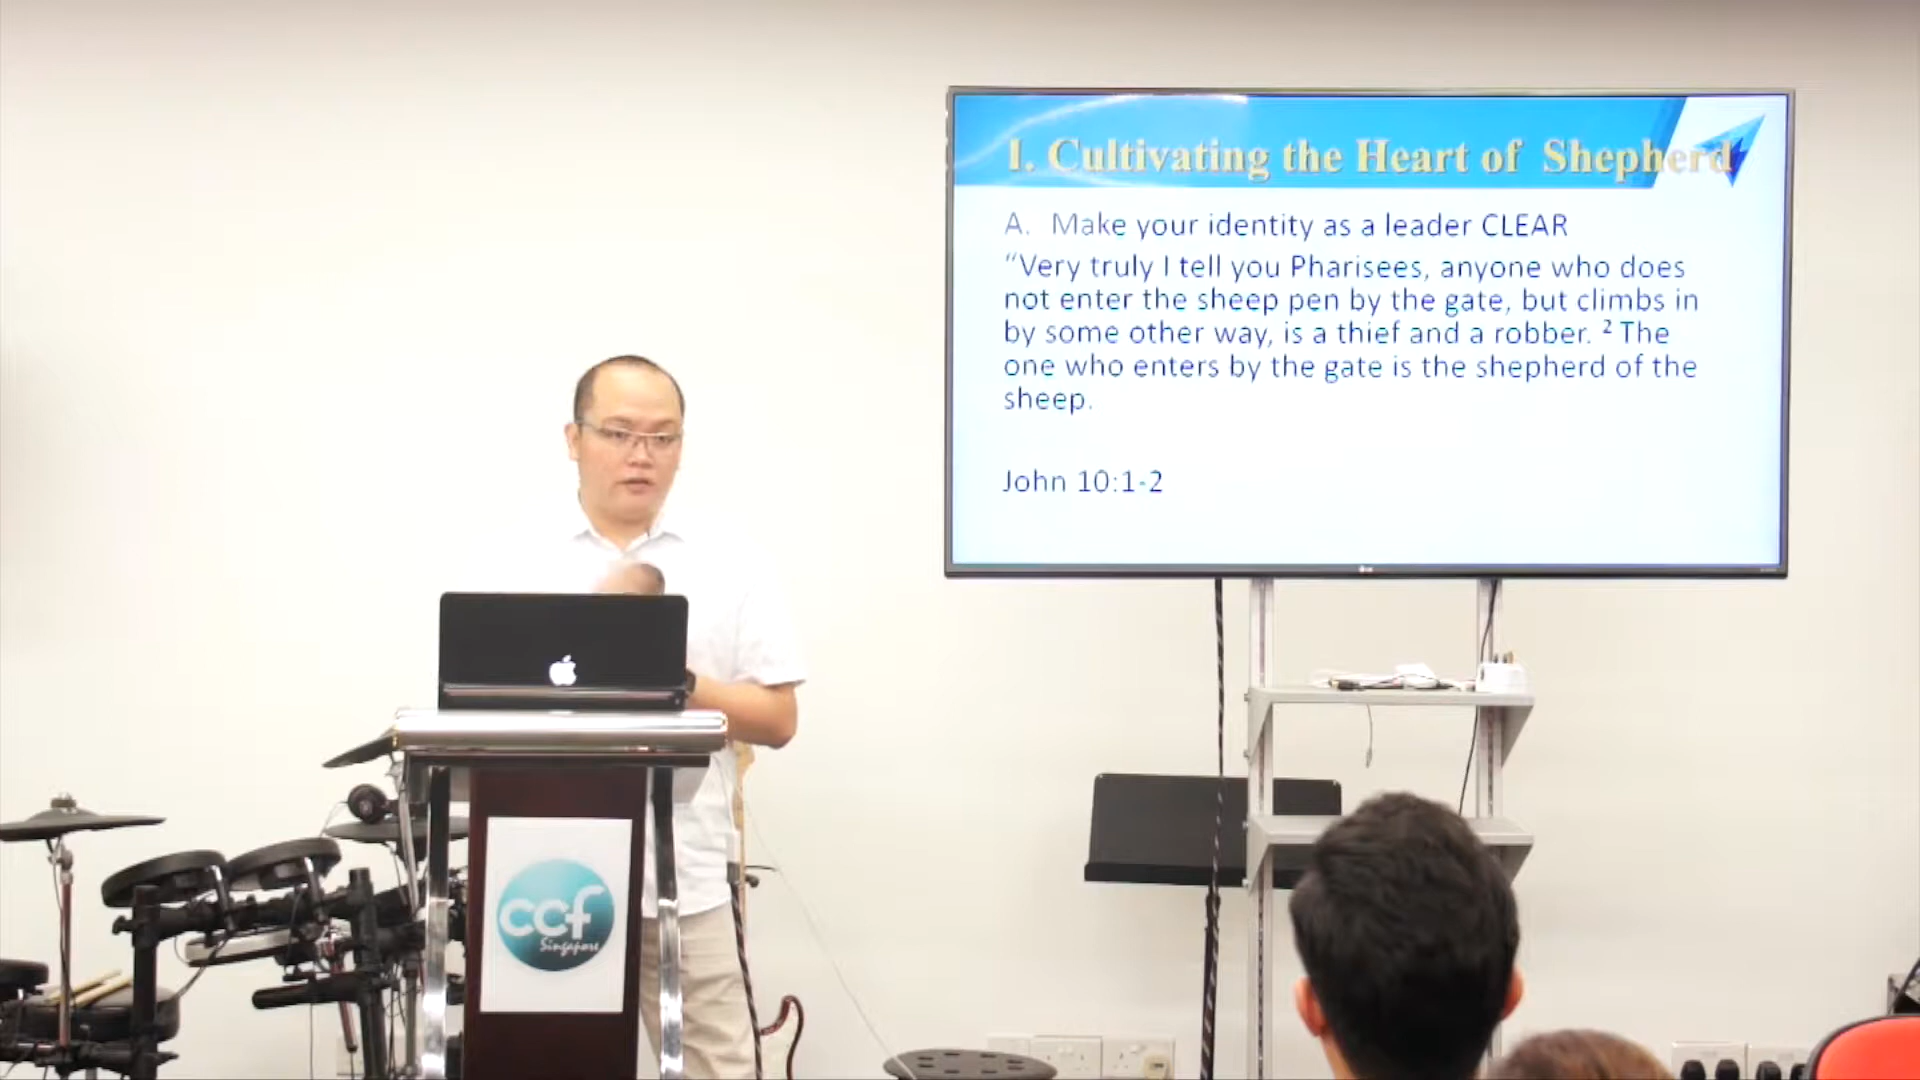 I. Cultivating the Heart of Shepherd
A. Make your identity as a leader CLEAR
“Very truly I tell you Pharisees, anyone who does
not enter the sheep pen by the gate, but climbs in
by some other way, is a thief and a robber. ² The
one who enters by the gate is the shepherd of the
sheep.
John 10:1-2
ccf
Singapore